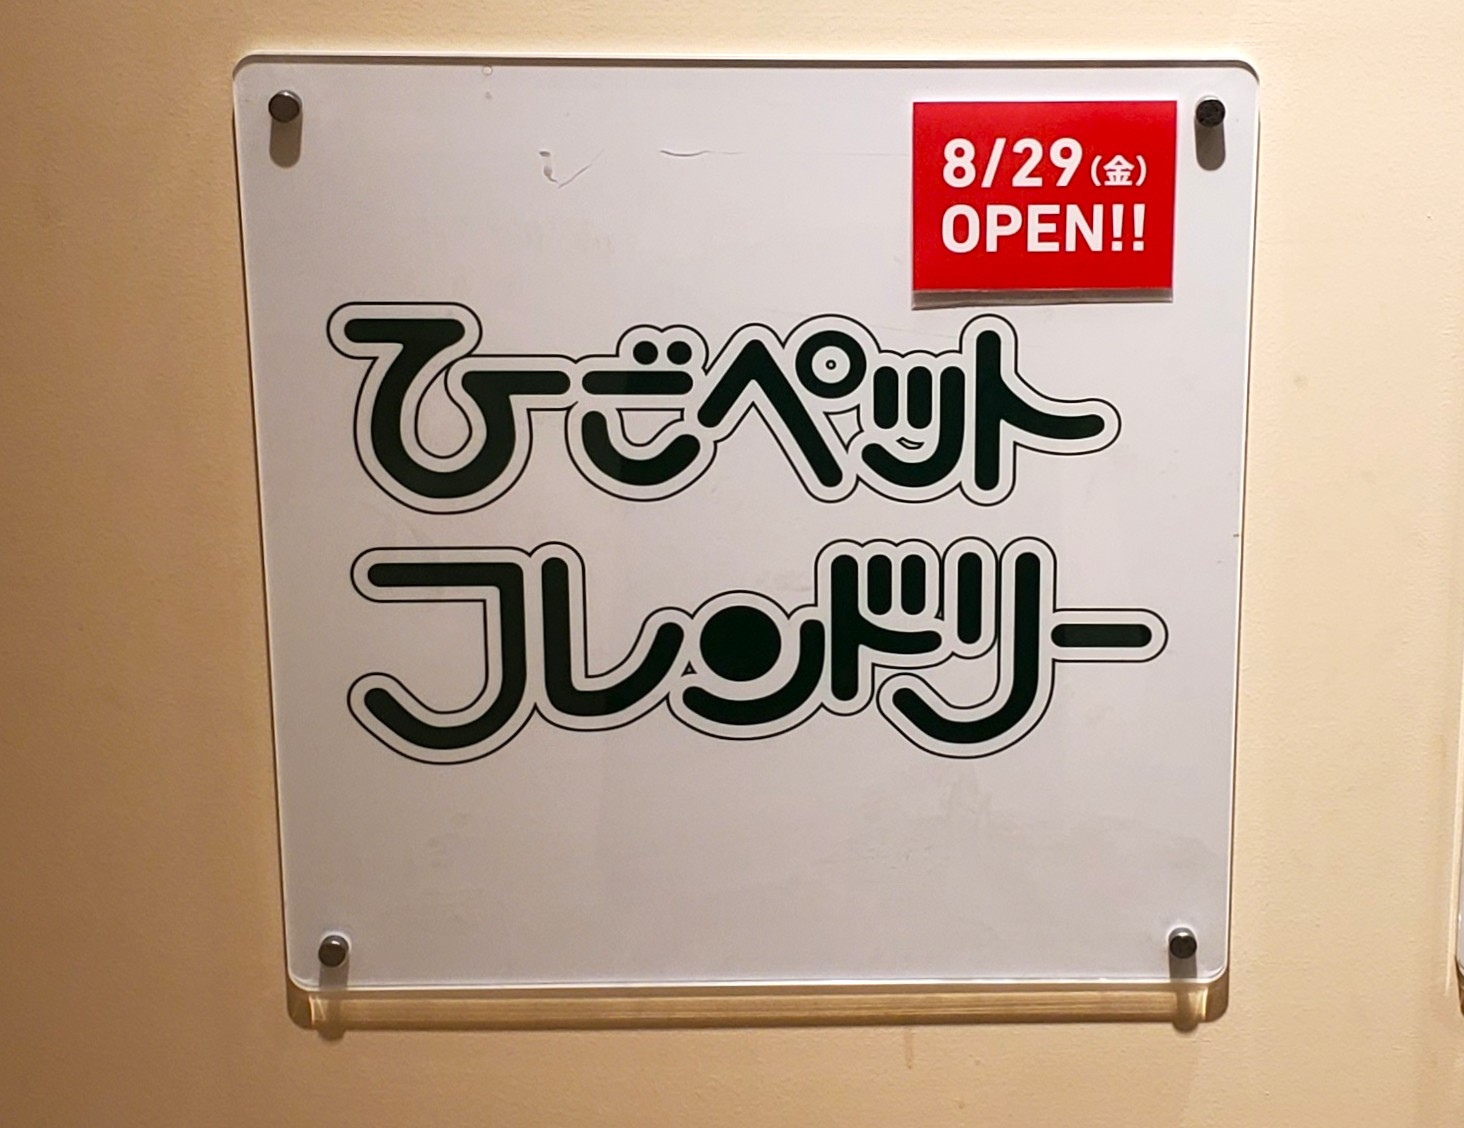 8/29(金)
OPEN!!
ひごペット
フレンドリー